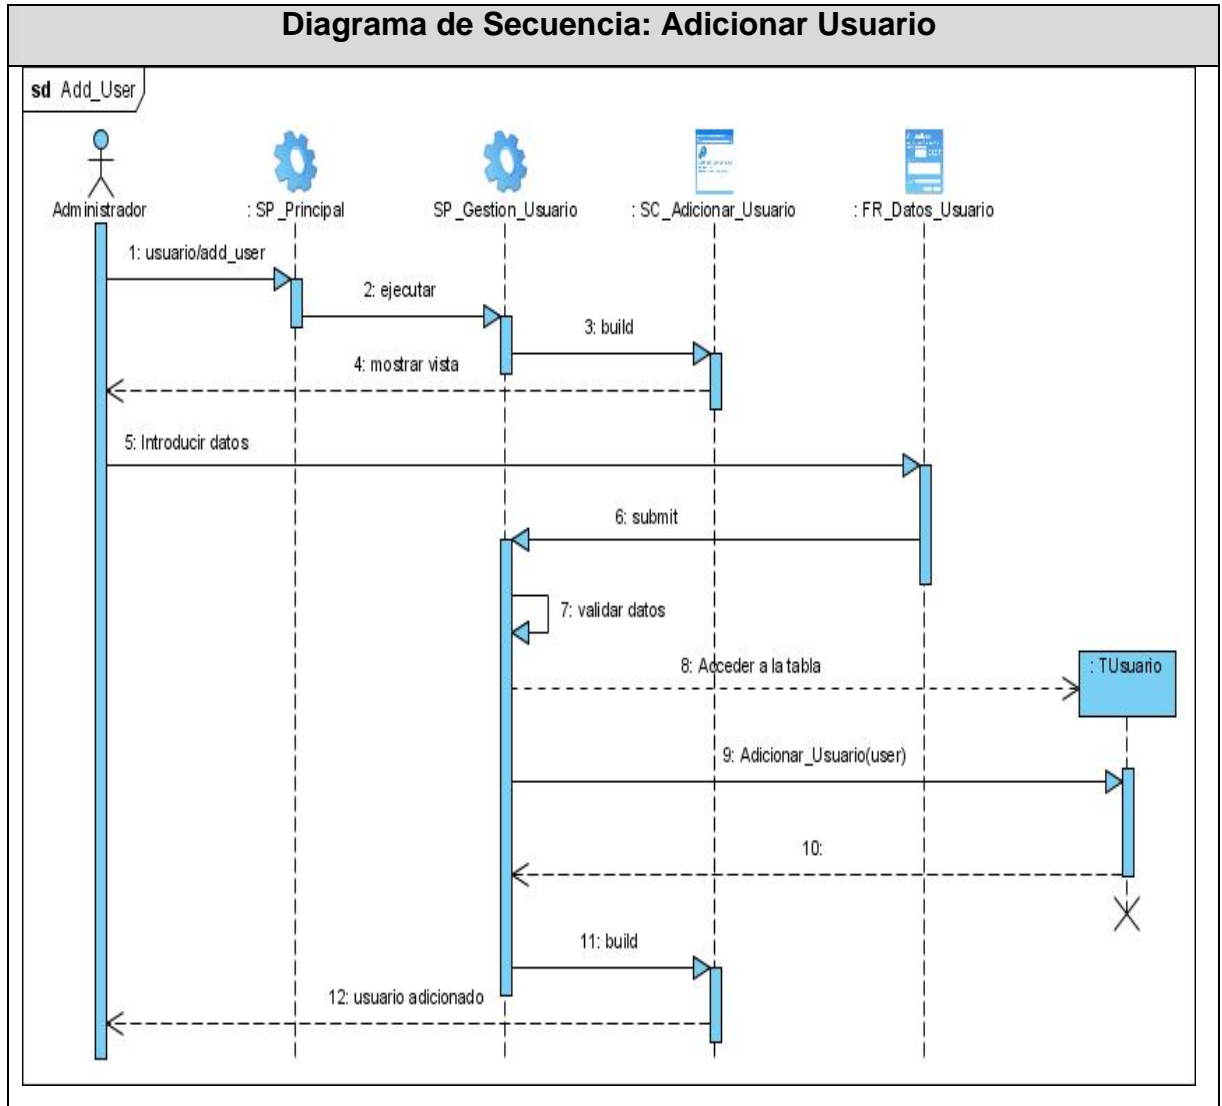 Diagrama de Secuencia: Adicionar Usuario
sd Add_User
Administrador
: SP_Principal
SP_Gestion_Usuario
: SC_Adicionar_Usuario
: FR_Datos_Usuario
1: usuario/add_user
2: ejecutar
3: build
4: mostrar vista
5: Introducir datos
6: submit
7: validar datos
8: Acceder a la tabla
: TUsuario
9: Adicionar_Usuario(user)
10:
11: build
12: usuario adicionado